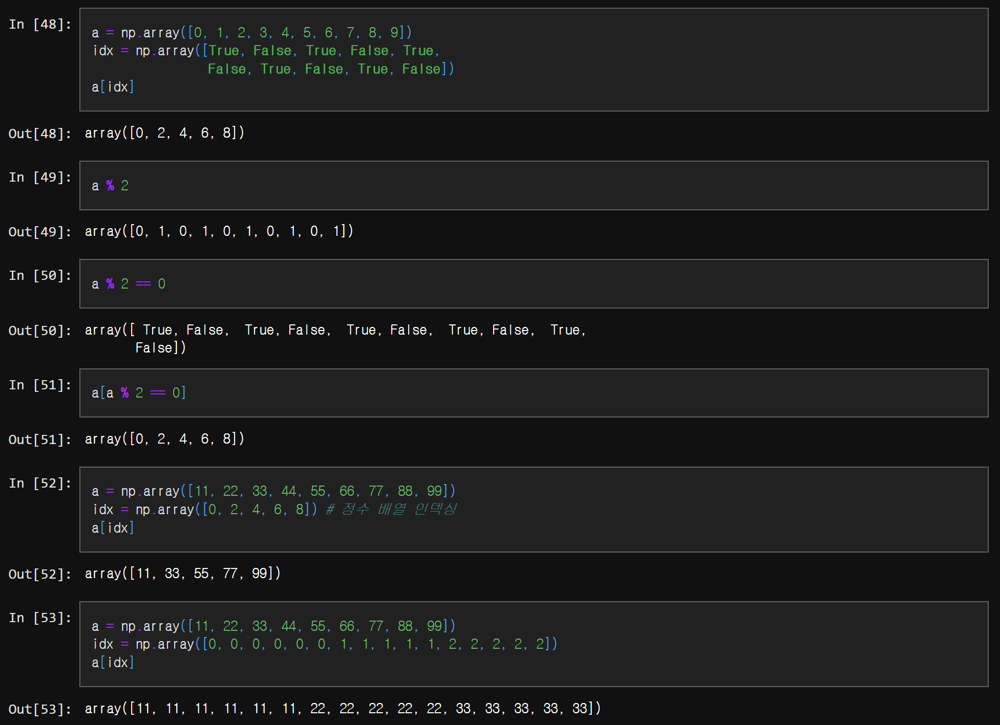 In [48]:
a = np.array([0, 1, 2, 3, 4, 5, 6, 7, 8, 9])
idx = np.array([True, False, True, False, True,
False, True, False, True, False])
a[idx]
Out[48]: array([0, 2, 4, 6, 8])
In [49]:
a % 2
Out[49]: array([0, 1, 0, 1, 0, 1, 0, 1, 0, 1])
In [50]:
a % 2 == 0
Out[50]: array([ True, False,  True, False,  True, False,  True, False,  True,
False])
In [51]:
a[a % 2 == 0]
Out[51]: array([0, 2, 4, 6, 8])
In [52]:
a = np.array([11, 22, 33, 44, 55, 66, 77, 88, 99])
idx = np.array([0, 2, 4, 6, 8]) # 정수 배열 인덱싱
a[idx]
Out[52]: array([11, 33, 55, 77, 99])
In [53]:
a = np.array([11, 22, 33, 44, 55, 66, 77, 88, 99])
idx = np.array([0, 0, 0, 0, 0, 0, 1, 1, 1, 1, 1, 2, 2, 2, 2, 2])
a[idx]
Out[53]: array([11, 11, 11, 11, 11, 11, 22, 22, 22, 22, 22, 33, 33, 33, 33, 33])